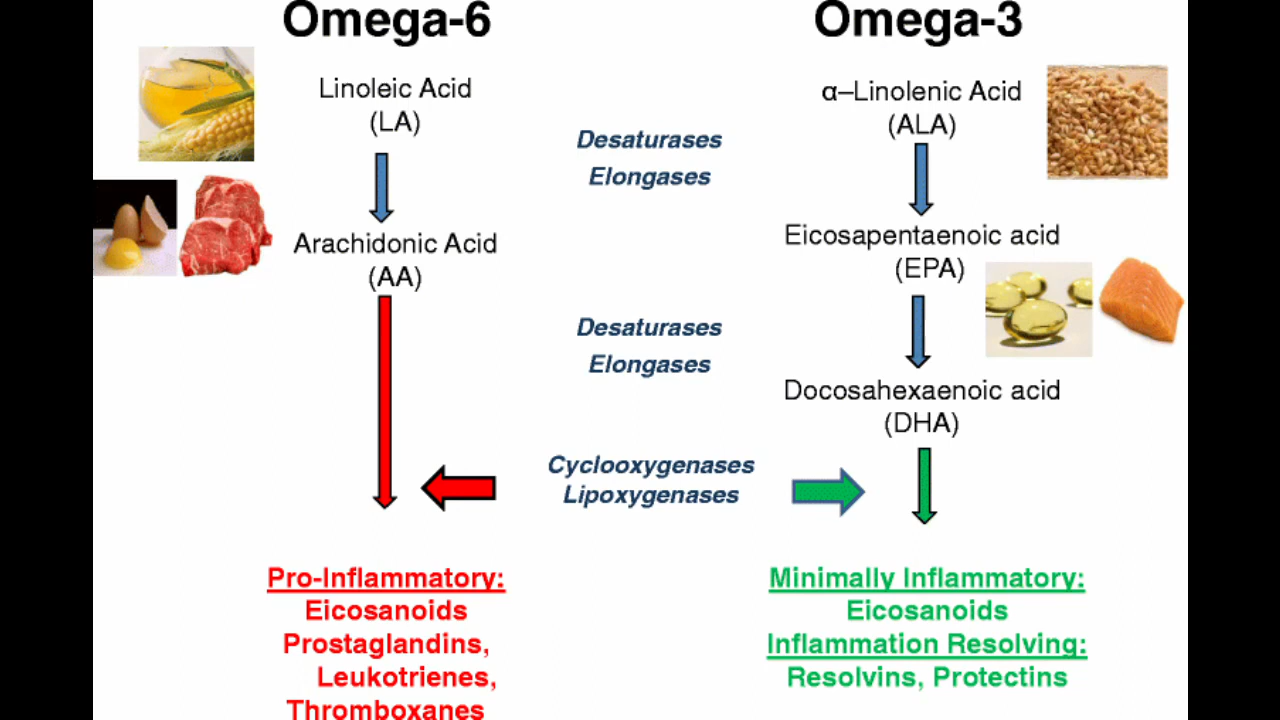 Omega-6
Linoleic Acid
(LA)
Arachidonic Acid
(AA)
Pro-Inflammatory:
Eicosanoids
Prostaglandins,
Leukotrienes,
Thromboxanes
Desaturases
Elongases
Desaturases
Elongases
Cyclooxygenases
Lipoxygenases
Omega-3
α–Linolenic Acid
(ALA)
Eicosapentaenoic acid
(EPA)
Docosahexaenoic acid
(DHA)
Minimally Inflammatory:
Eicosanoids
Inflammation Resolving:
Resolvins, Protectins